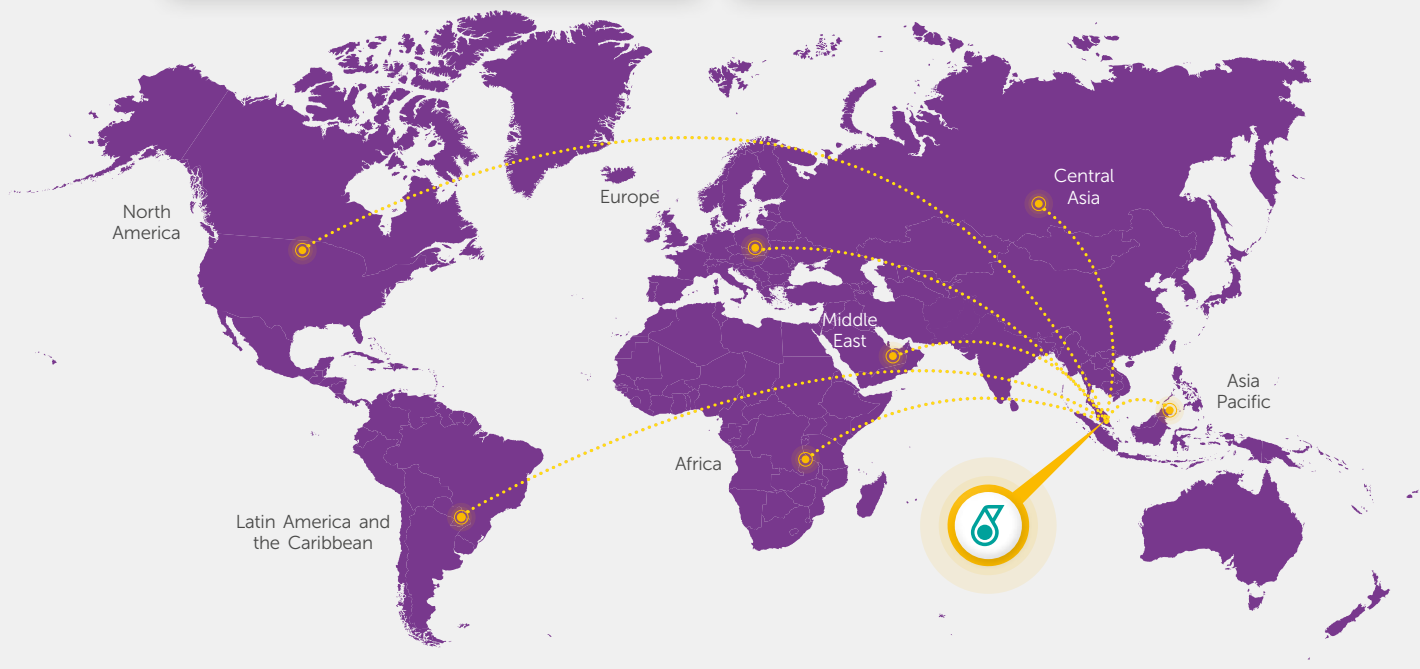 North
America
Europe
Central
Asia
Middle
East
Asia
Pacific
Africa
Latin America and
the Caribbean